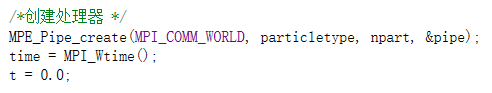 /*创建处理器 */
MPE_Pipe_create(MPI_COMM_WORLD, particletype, npart, &pipe);
time = MPI_Wtime();
t = 0.0;